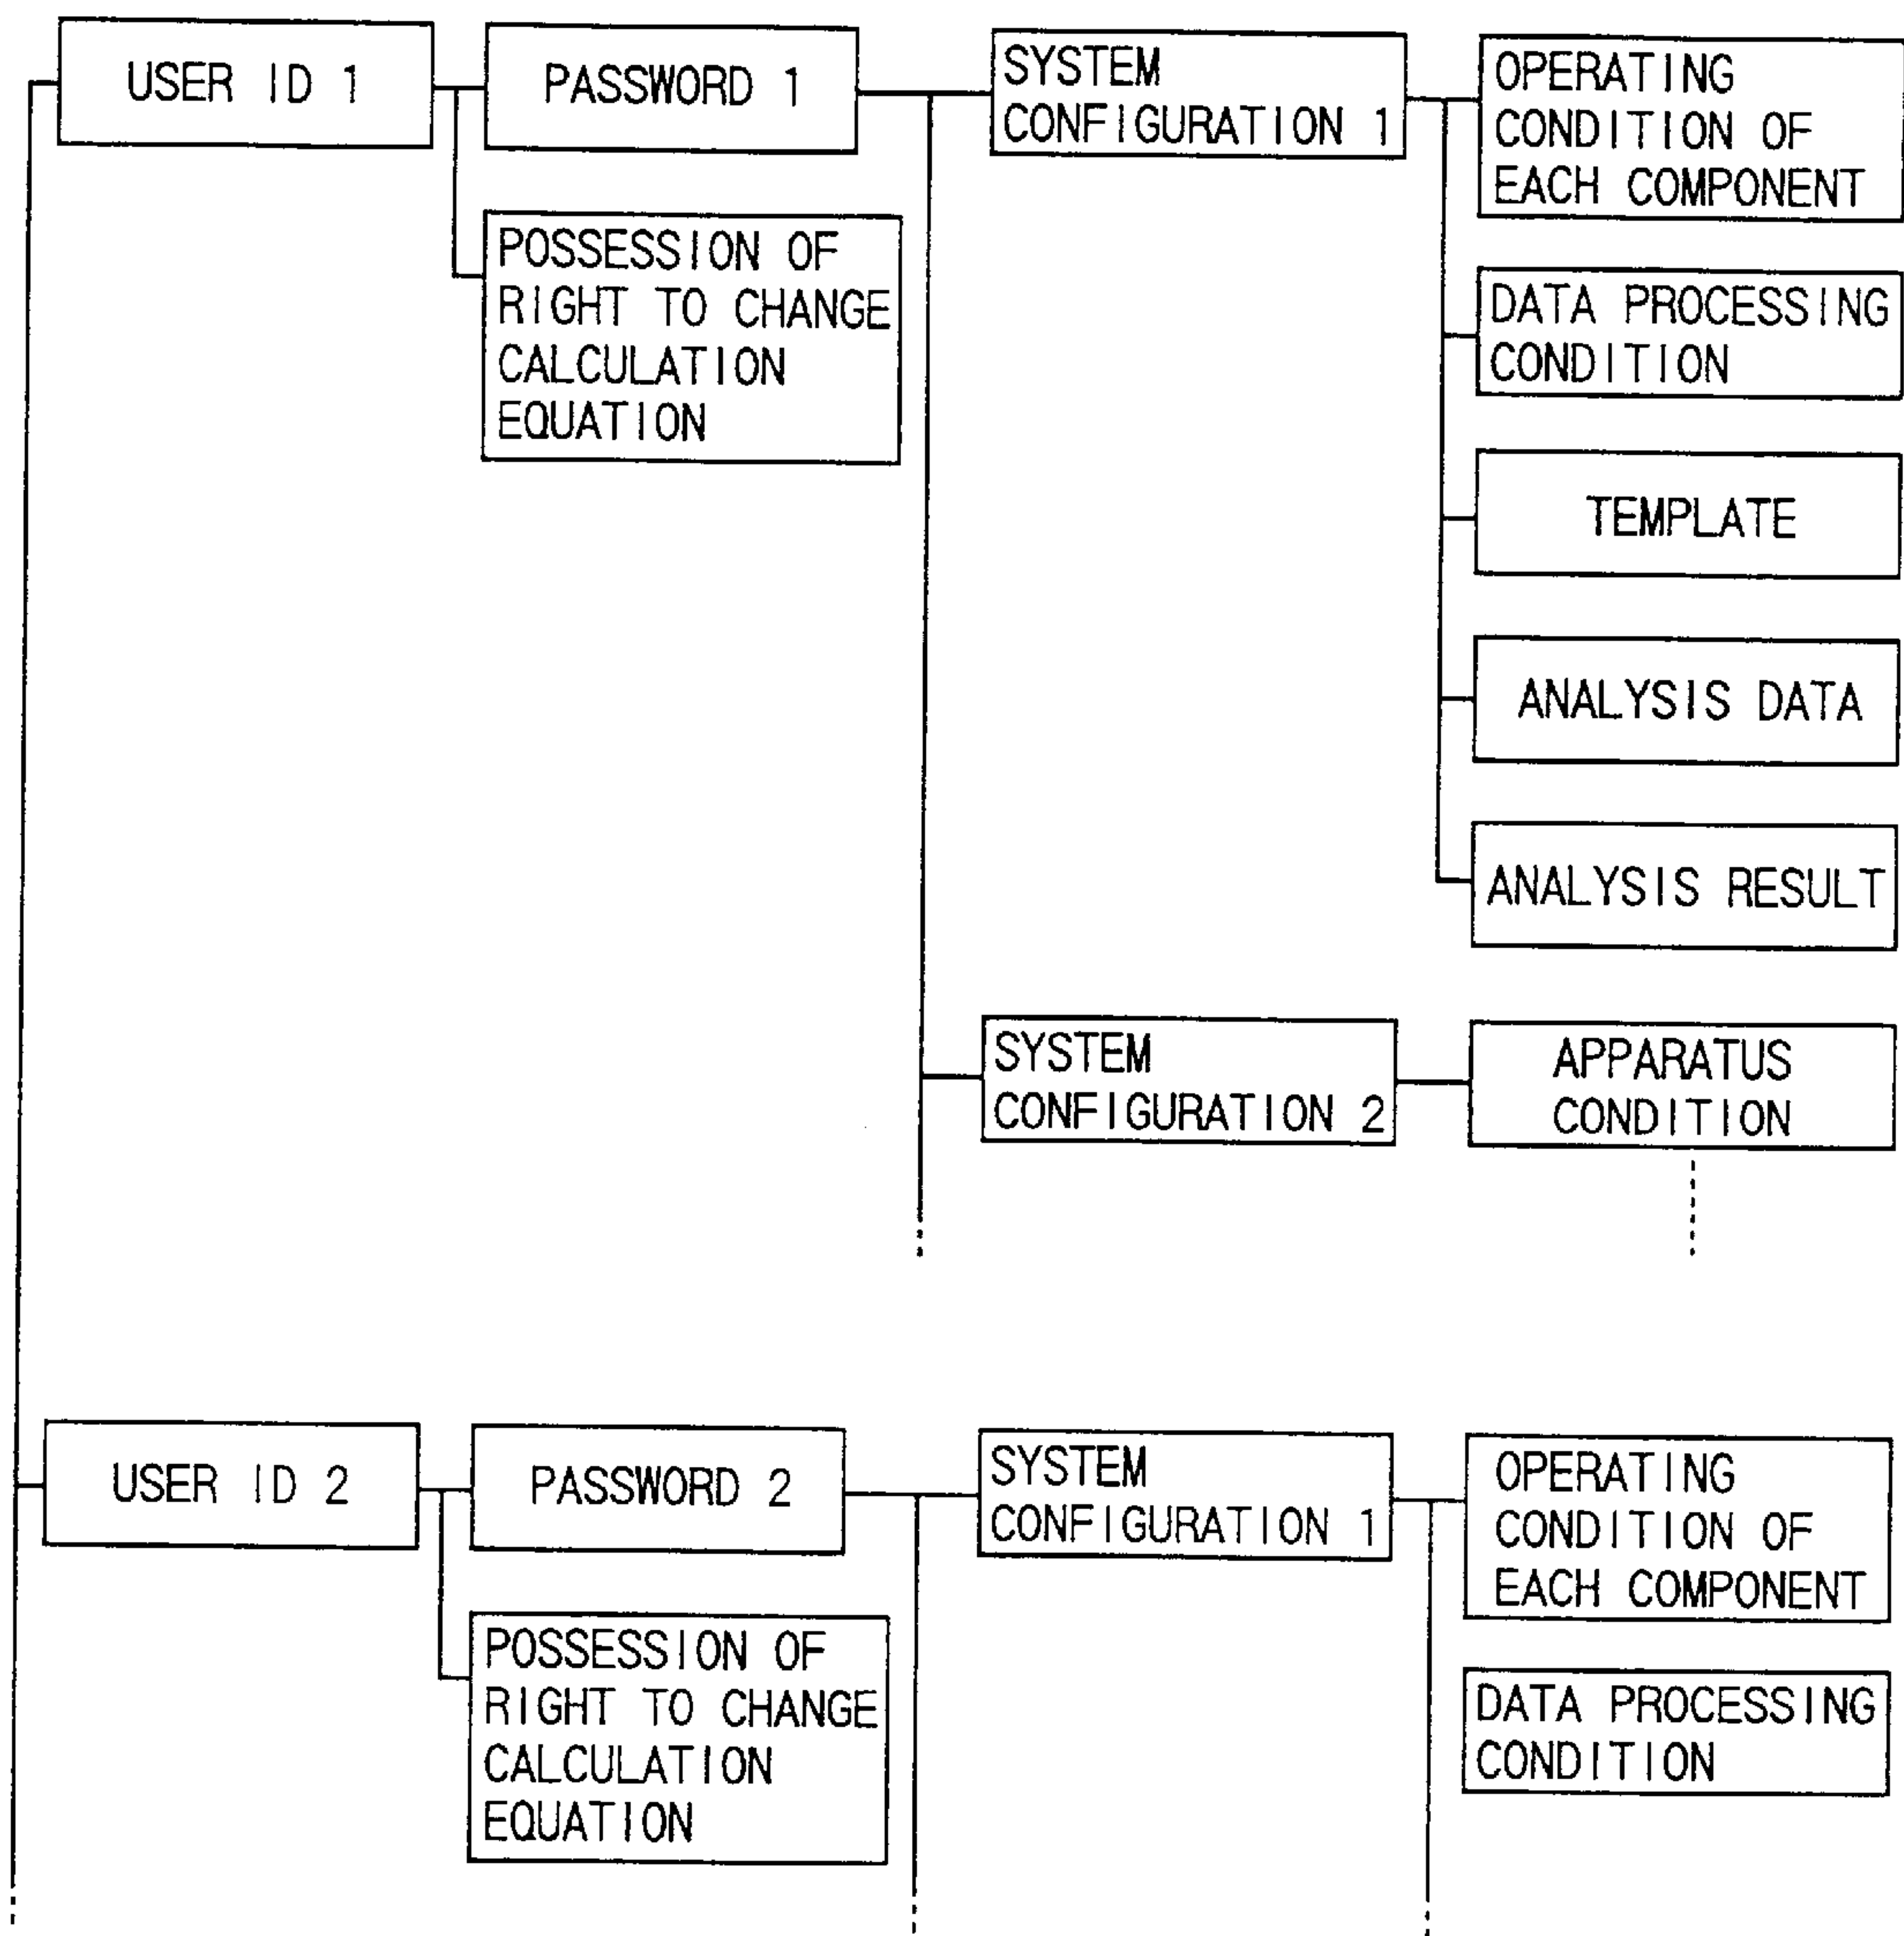 USER ID 1
PASSWORD 1
SYSTEM
CONFIGURATION 1
OPERATING
CONDITION OF
EACH COMPONENT
POSSESSION OF
RIGHT TO CHANGE
CALCULATION
EQUATION
DATA PROCESSING
CONDITION
TEMPLATE
ANALYSIS DATA
ANALYSIS RESULT
SYSTEM
CONFIGURATION 2
APPARATUS
CONDITION
USER ID 2
PASSWORD 2
SYSTEM
CONFIGURATION 1
OPERATING
CONDITION OF
EACH COMPONENT
POSSESSION OF
RIGHT TO CHANGE
CALCULATION
EQUATION
DATA PROCESSING
CONDITION